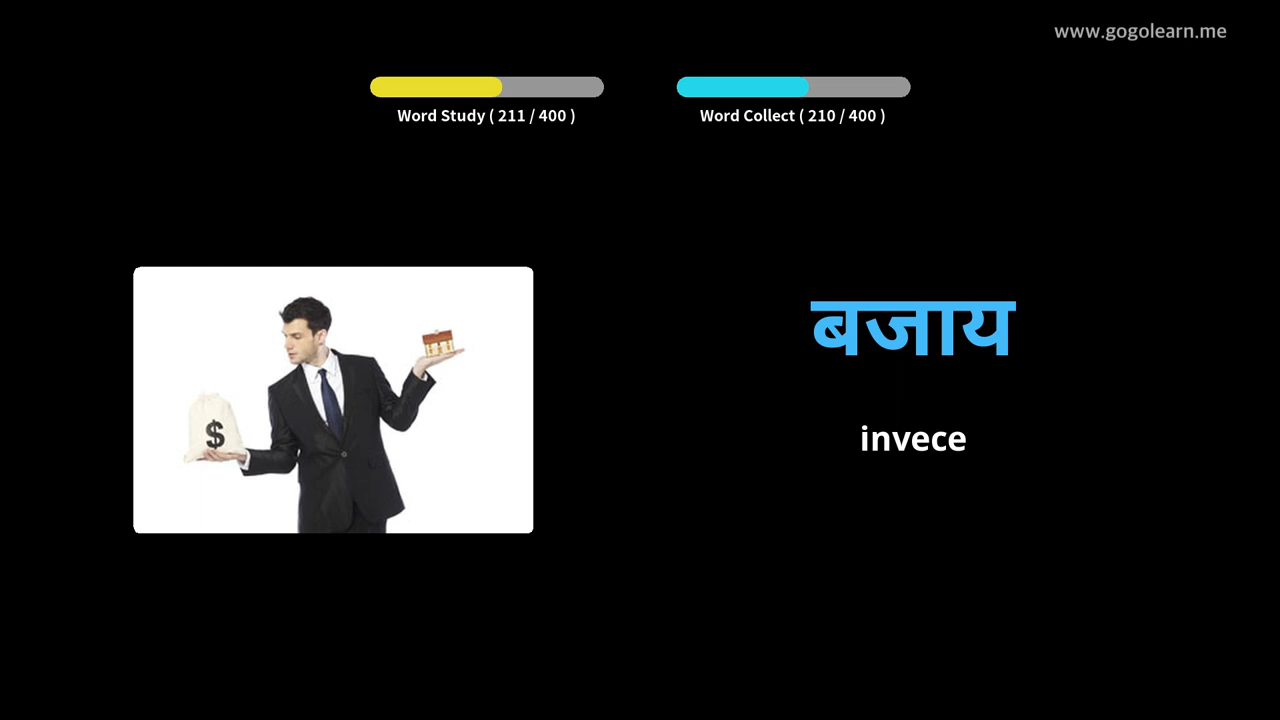 www.gogolearn.me
Word Study ( 211 / 400 )
Word Collect ( 210 / 400 )
बजाय
invece
$